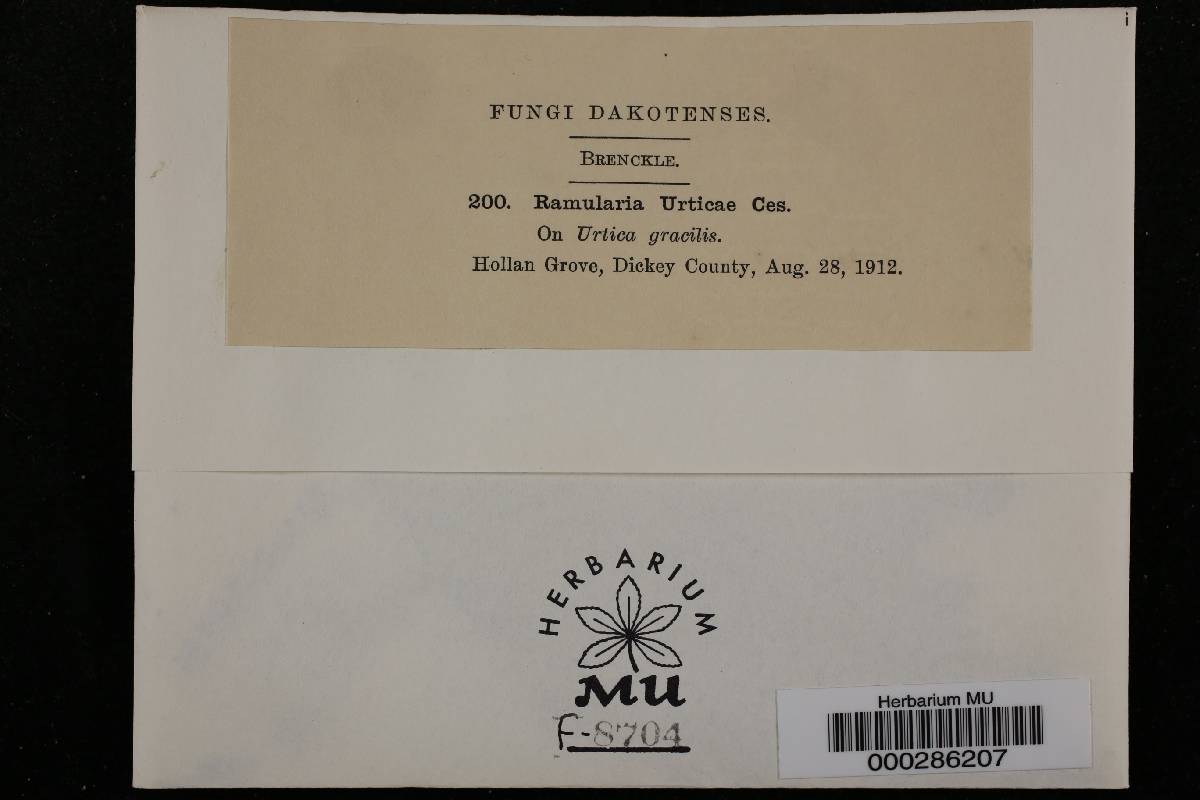 FUNGI DAKOTENSES.
BRENCKLE.
200. Ramularia Urticae Ces.
On Urtica gracilis.
Hollan Grove, Dickey County, Aug. 28, 1912.
HERBARIUM
MU
F-8704
Herbarium MU
000286207